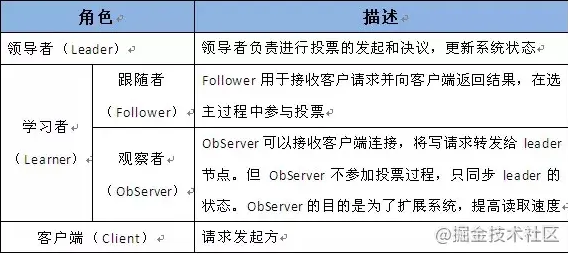 角色
描述
领导者（Leader）
领导者负责进行投票的发起和决议，更新系统状态
学习者
（Learner）
跟随者
（Follower）
Follower 用于接收客户请求并向客户端返回结果，在选
主过程中参与投票
观察者
（ObServer）
ObServer 可以接收客户端连接，将写请求转发给 leader
节点。但 ObServer 不参加投票过程，只同步 leader 的
状态。ObServer 的目的是为了扩展系统，提高读取速度
客户端（Client）
请求发起方
@掘金技术社区